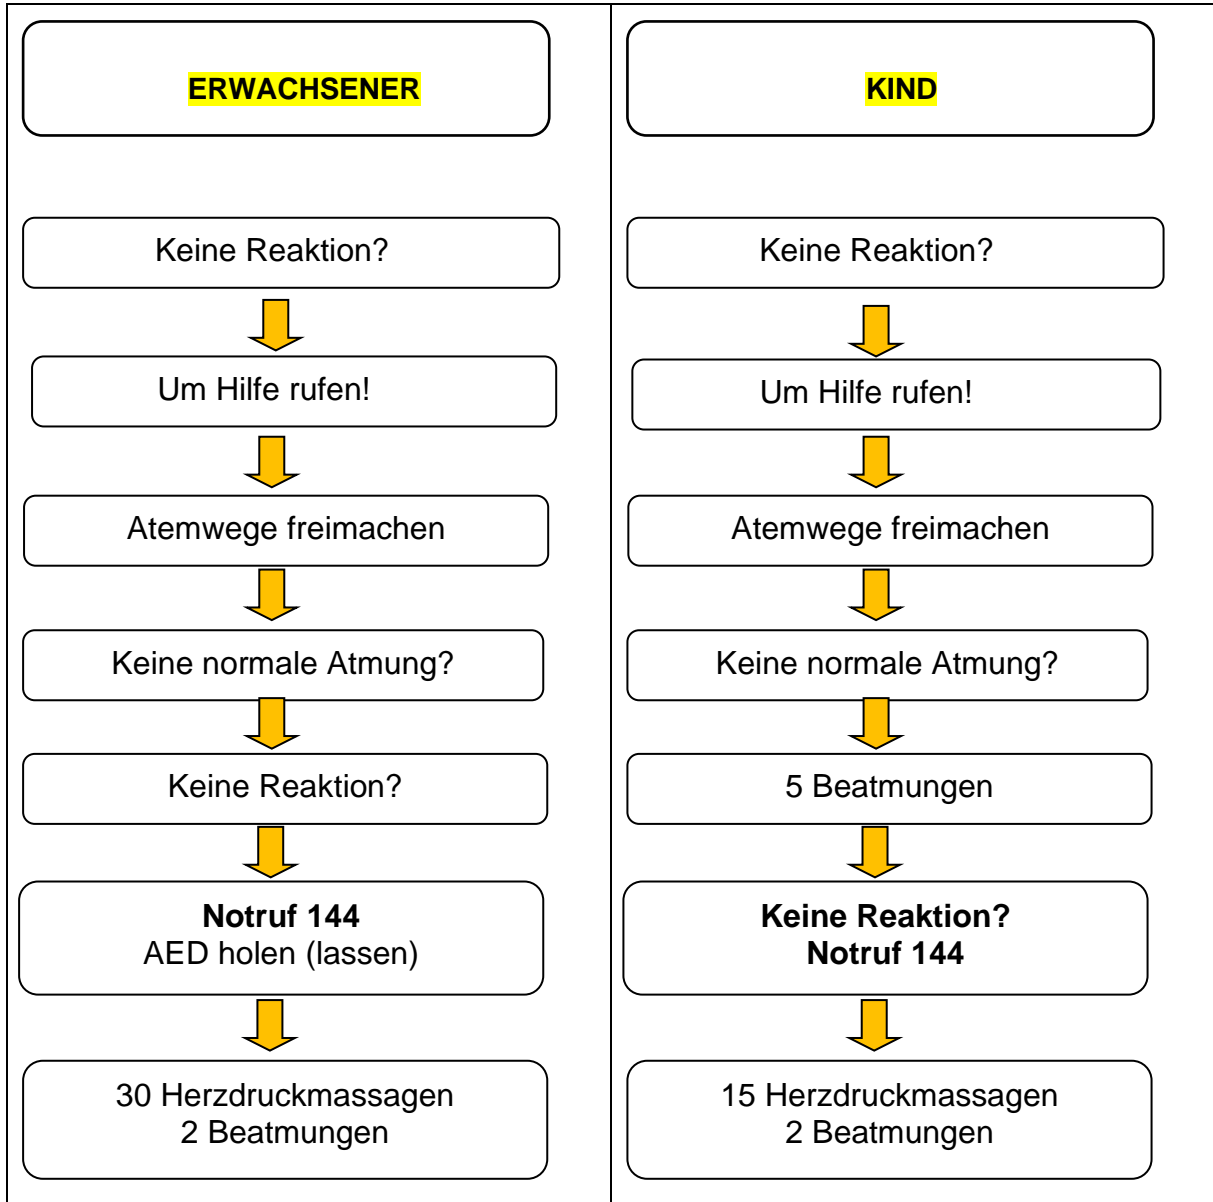 ERWACHSENER
Keine Reaktion?
Um Hilfe rufen!
Atemwege freimachen
Keine normale Atmung?
Keine Reaktion?
Notruf 144
AED holen (lassen)
30 Herzdruckmassagen
2 Beatmungen
KIND
Keine Reaktion?
Um Hilfe rufen!
Atemwege freimachen
Keine normale Atmung?
5 Beatmungen
Keine Reaktion?
Notruf 144
15 Herzdruckmassagen
2 Beatmungen